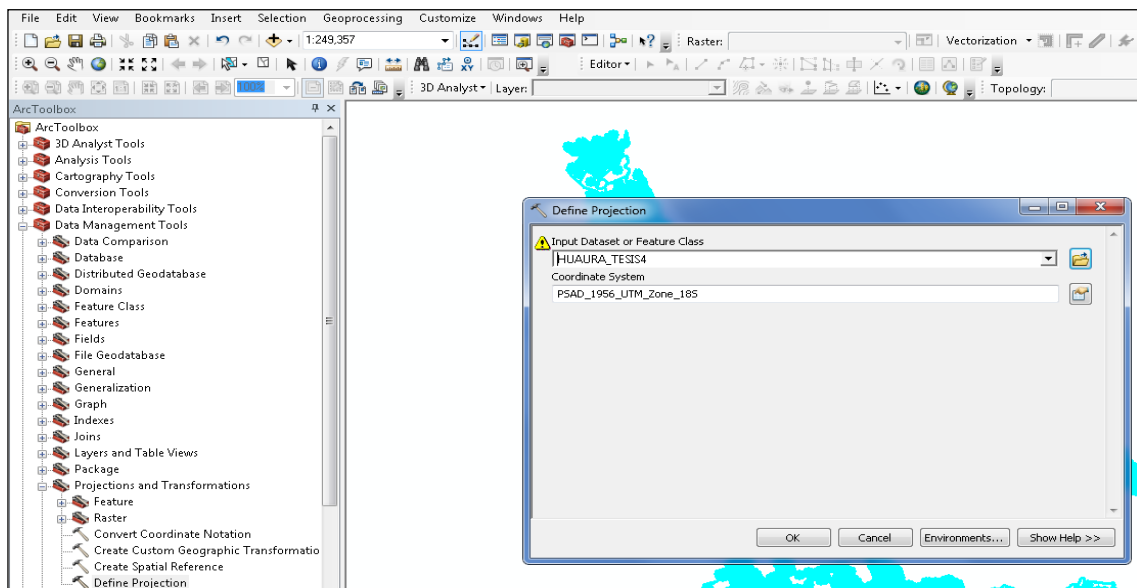 File Edit View Bookmarks Insert Selection Geoprocessing Customize Windows Help
1:249,357 Raster: Vectorization
Editor
100% 3D Analyst Layer: Topology:
ArcToolbox
ArcToolbox
3D Analyst Tools
Analysis Tools
Cartography Tools
Conversion Tools
Data Interoperability Tools
Data Management Tools
Data Comparison
Database
Distributed Geodatabase
Domains
Feature Class
Features
Fields
File Geodatabase
General
Generalization
Graph
Indexes
Joins
Layers and Table Views
Package
Projections and Transformations
Feature
Raster
Convert Coordinate Notation
Create Custom Geographic Transformatio
Create Spatial Reference
Define Projection
Define Projection
Input Dataset or Feature Class
HUAURA_TESIS4
Coordinate System
PSAD_1956_UTM_Zone_18S
OK Cancel Environments... Show Help >>